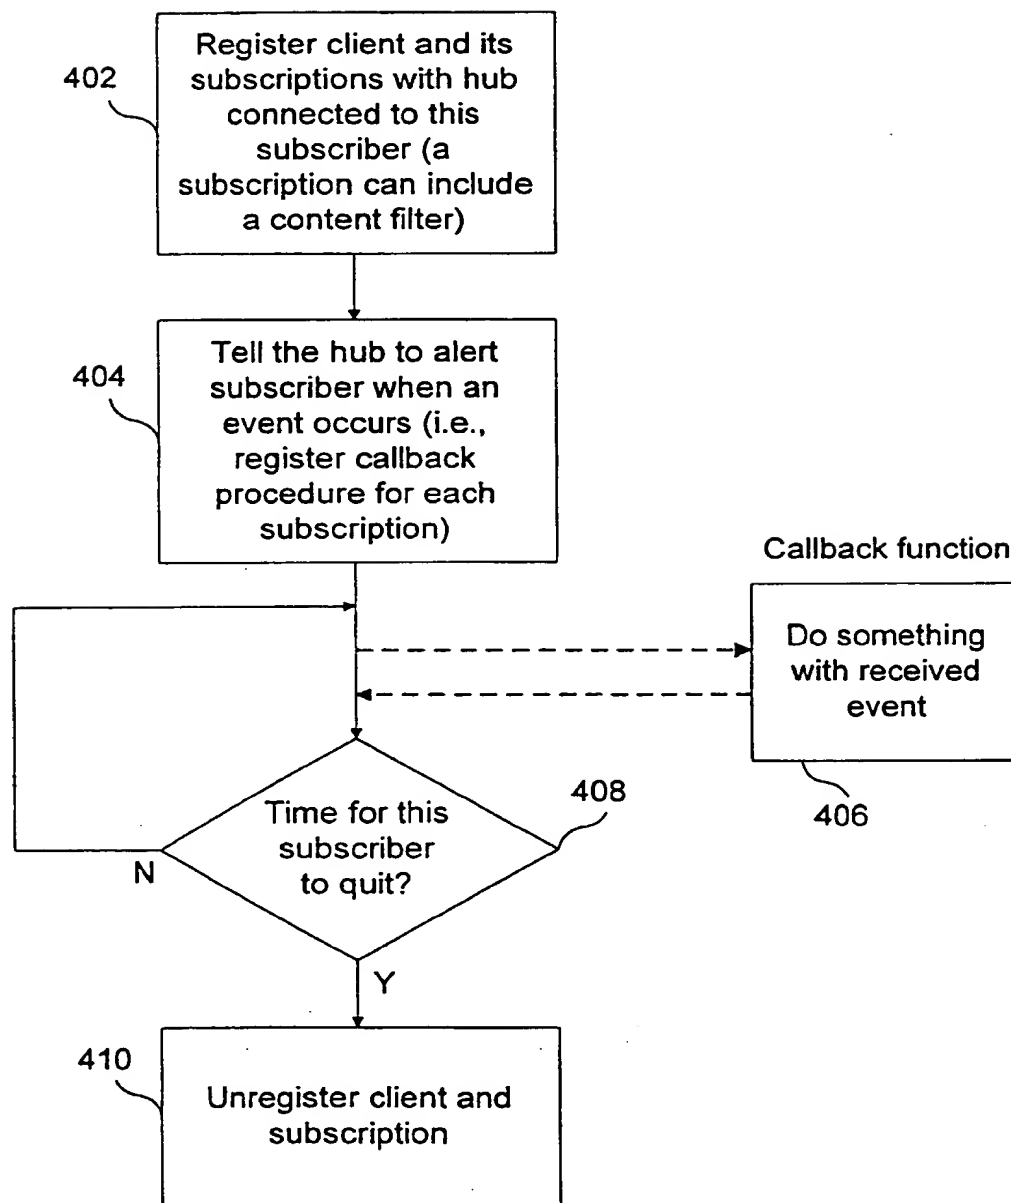 402
Register client and its
subscriptions with hub
connected to this
subscriber (a
subscription can include
a content filter)
404
Tell the hub to alert
subscriber when an
event occurs (i.e.,
register callback
procedure for each
subscription)
Callback function
Do something
with received
event
406
408
Time for this
subscriber
to quit?
N
Y
410
Unregister client and
subscription